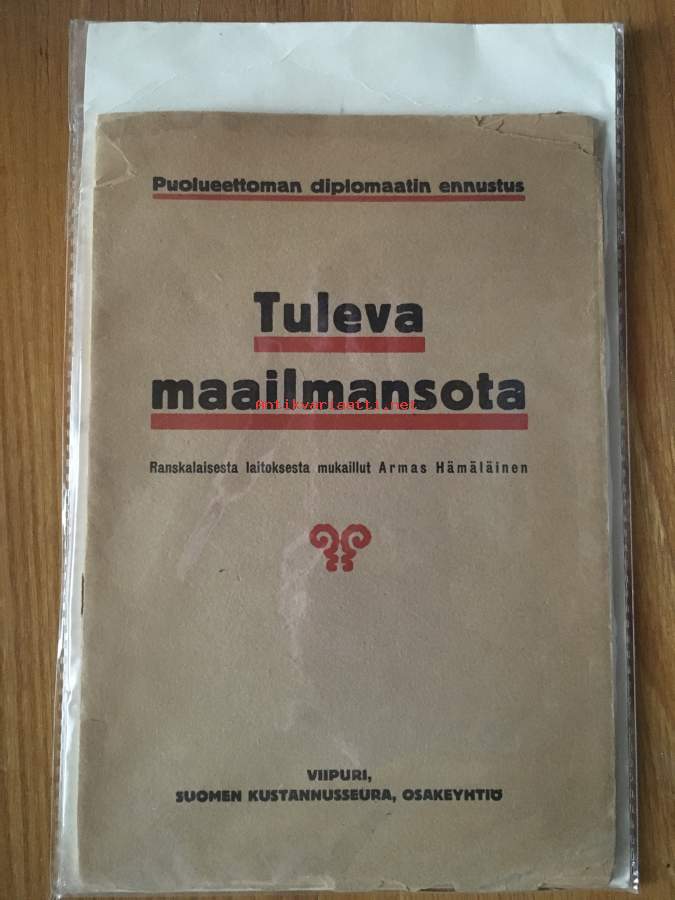 Puolueettoman diplomaatin ennustus
Tuleva
maailmansota
Antikvariaatti.net
Ranskalaisesta laitoksesta mukaillut Armas Hämäläinen
VIIPURI,
SUOMEN KUSTANNUSSEURA, OSAKEYHTIÖ